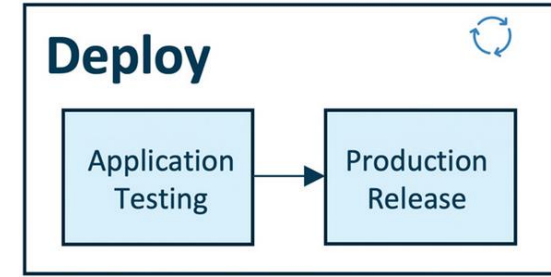 Deploy
Application
Testing
Production
Release